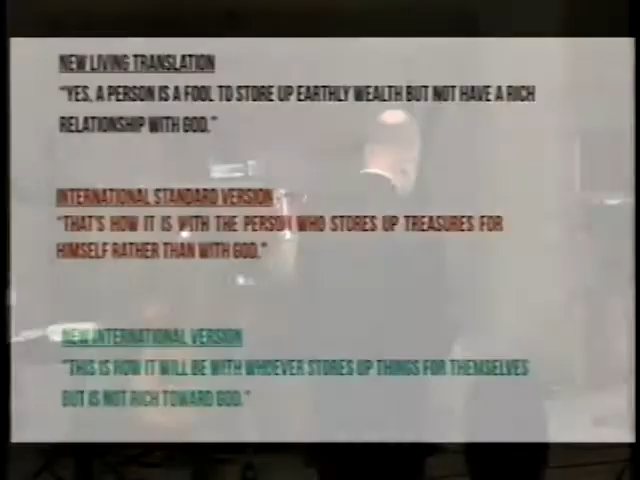 NEW LIVING TRANSLATION
"YES, A PERSON IS A FOOL TO STORE UP EARTHLY WEALTH BUT NOT HAVE A RICH
RELATIONSHIP WITH GOD."
INTERNATIONAL STANDARD VERSION
"THAT'S HOW IT IS WITH THE PERSON WHO STORES UP TREASURES FOR
HIMSELF RATHER THAN WITH GOD."
NEW INTERNATIONAL VERSION
"THIS IS HOW IT WILL BE WITH WHOEVER STORES UP THINGS FOR THEMSELVES
BUT IS NOT RICH TOWARD GOD."